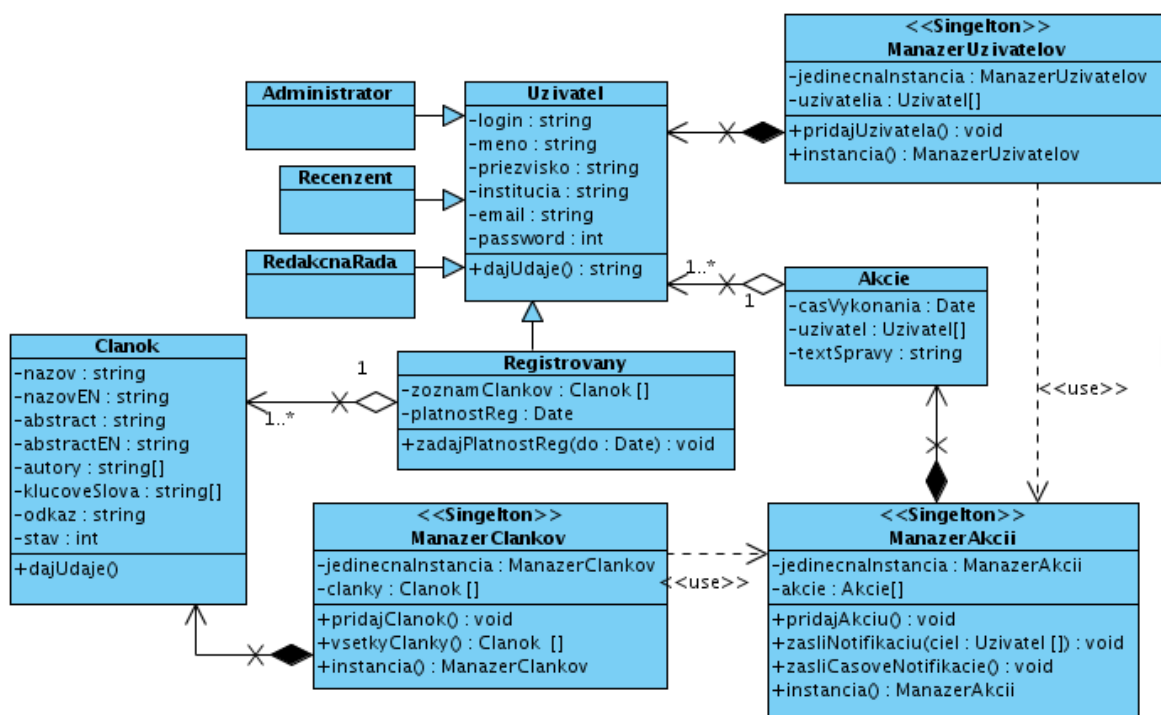 <<Singelton>>
ManazerUzivatelov
-jedinecnaInstancia : ManazerUzivatelov
-uzivatelia : Uzivatel[]
+pridajUzivatela() : void
+instancia() : ManazerUzivatelov
Administrator
Uzivatel
-login : string
-meno : string
-priezvisko : string
-institucia : string
-email : string
-password : int
+dajUdaje() : string
Recenzent
RedakcnaRada
1..*
1
Akcie
-casVykonania : Date
-uzivatel : Uzivatel[]
-textSpravy : string
<<use>>
Clanok
-nazov : string
-nazovEN : string
-abstract : string
-abstractEN : string
-autory : string[]
-klucoveSlova : string[]
-odkaz : string
-stav : int
+dajUdaje()
1
1..*
Registrovany
-zoznamClankov : Clanok []
-platnostReg : Date
+zadajPlatnostReg(do : Date) : void
<<Singelton>>
ManazerClankov
-jedinecnaInstancia : ManazerClankov
-clanky : Clanok []
+pridajClanok() : void
+vsetkyClanky() : Clanok []
+instancia() : ManazerClankov
<<use>>
<<Singelton>>
ManazerAkcii
-jedinecnaInstancia : ManazerAkcii
-akcie : Akcie[]
+pridajAkciu() : void
+zasliNotifikaciu(ciel : Uzivatel []) : void
+zasliCasoveNotifikacie() : void
+instancia() : ManazerAkcii